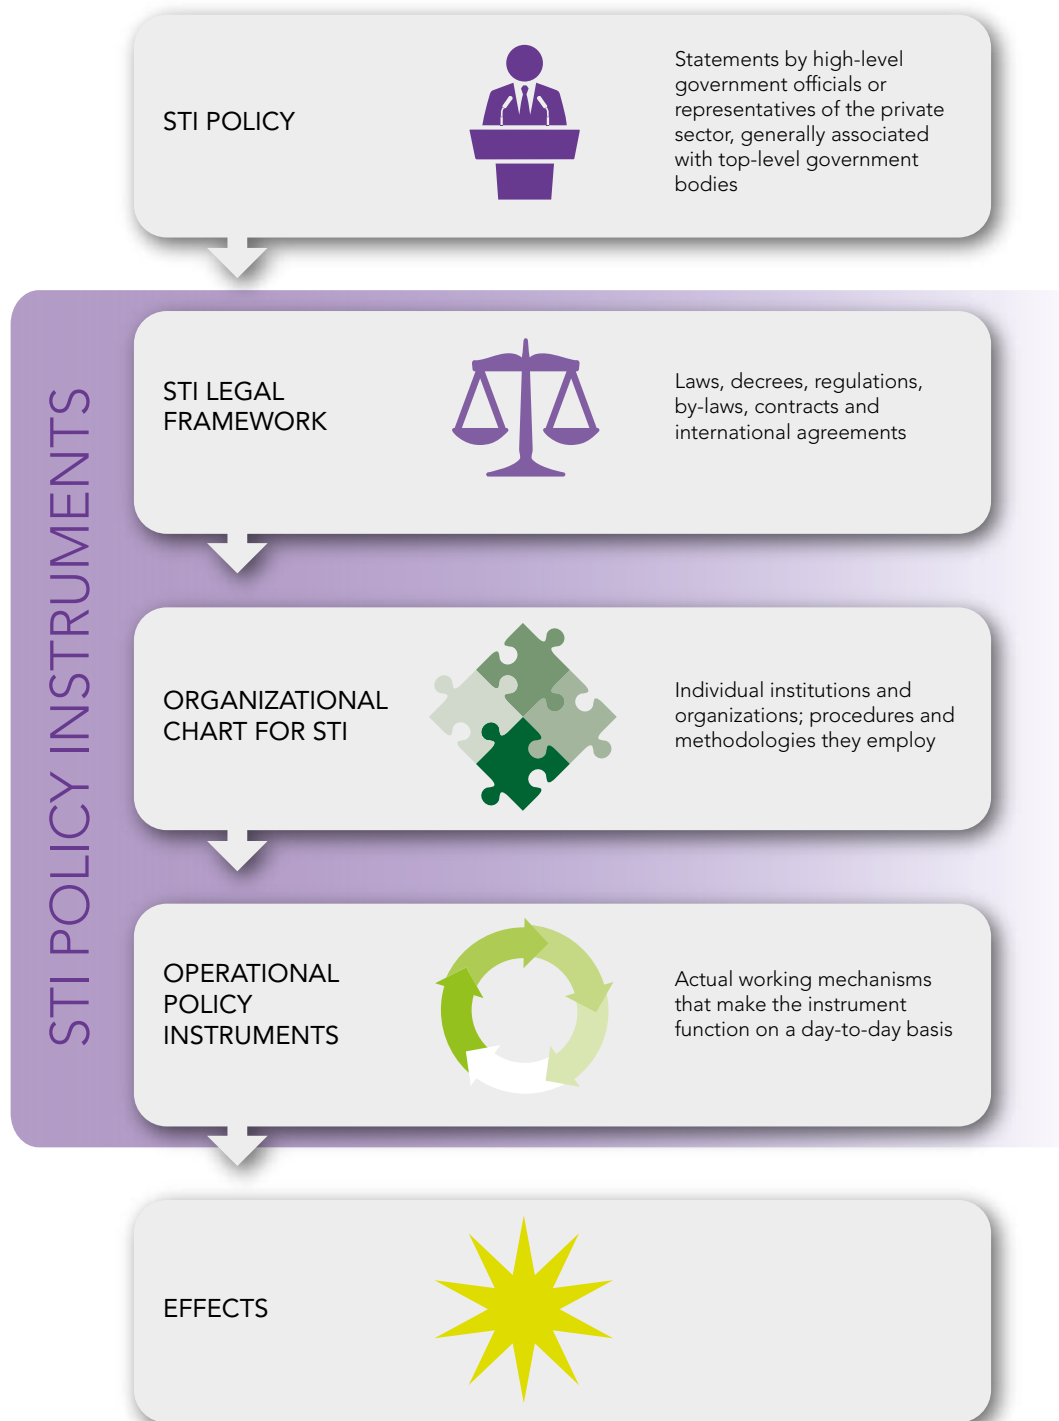 STI POLICY
Statements by high-level
government officials or
representatives of the private
sector, generally associated
with top-level government
bodies
STI POLICY INSTRUMENTS
STI LEGAL
FRAMEWORK
Laws, decrees, regulations,
by-laws, contracts and
international agreements
ORGANIZATIONAL
CHART FOR STI
Individual institutions and
organizations; procedures and
methodologies they employ
OPERATIONAL
POLICY
INSTRUMENTS
Actual working mechanisms
that make the instrument
function on a day-to-day basis
EFFECTS